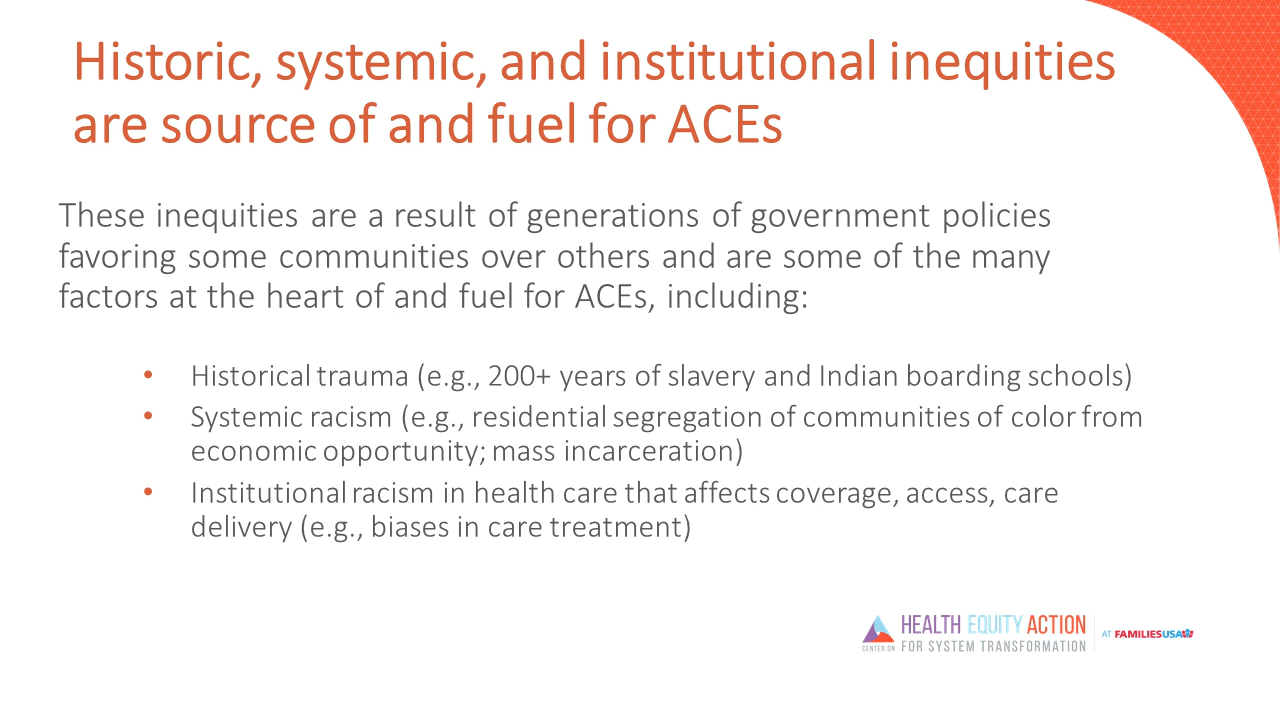 Historic, systemic, and institutional inequities
are source of and fuel for ACEs
These inequities are a result of generations of government policies
favoring some communities over others and are some of the many
factors at the heart of and fuel for ACEs, including:
• Historical trauma (e.g., 200+ years of slavery and Indian boarding schools)
• Systemic racism (e.g., residential segregation of communities of color from
economic opportunity; mass incarceration)
• Institutional racism in health care that affects coverage, access, care
delivery (e.g., biases in care treatment)
HEALTH EQUITY ACTION
CENTER ON FOR SYSTEM TRANSFORMATION
AT FAMILIESUSA